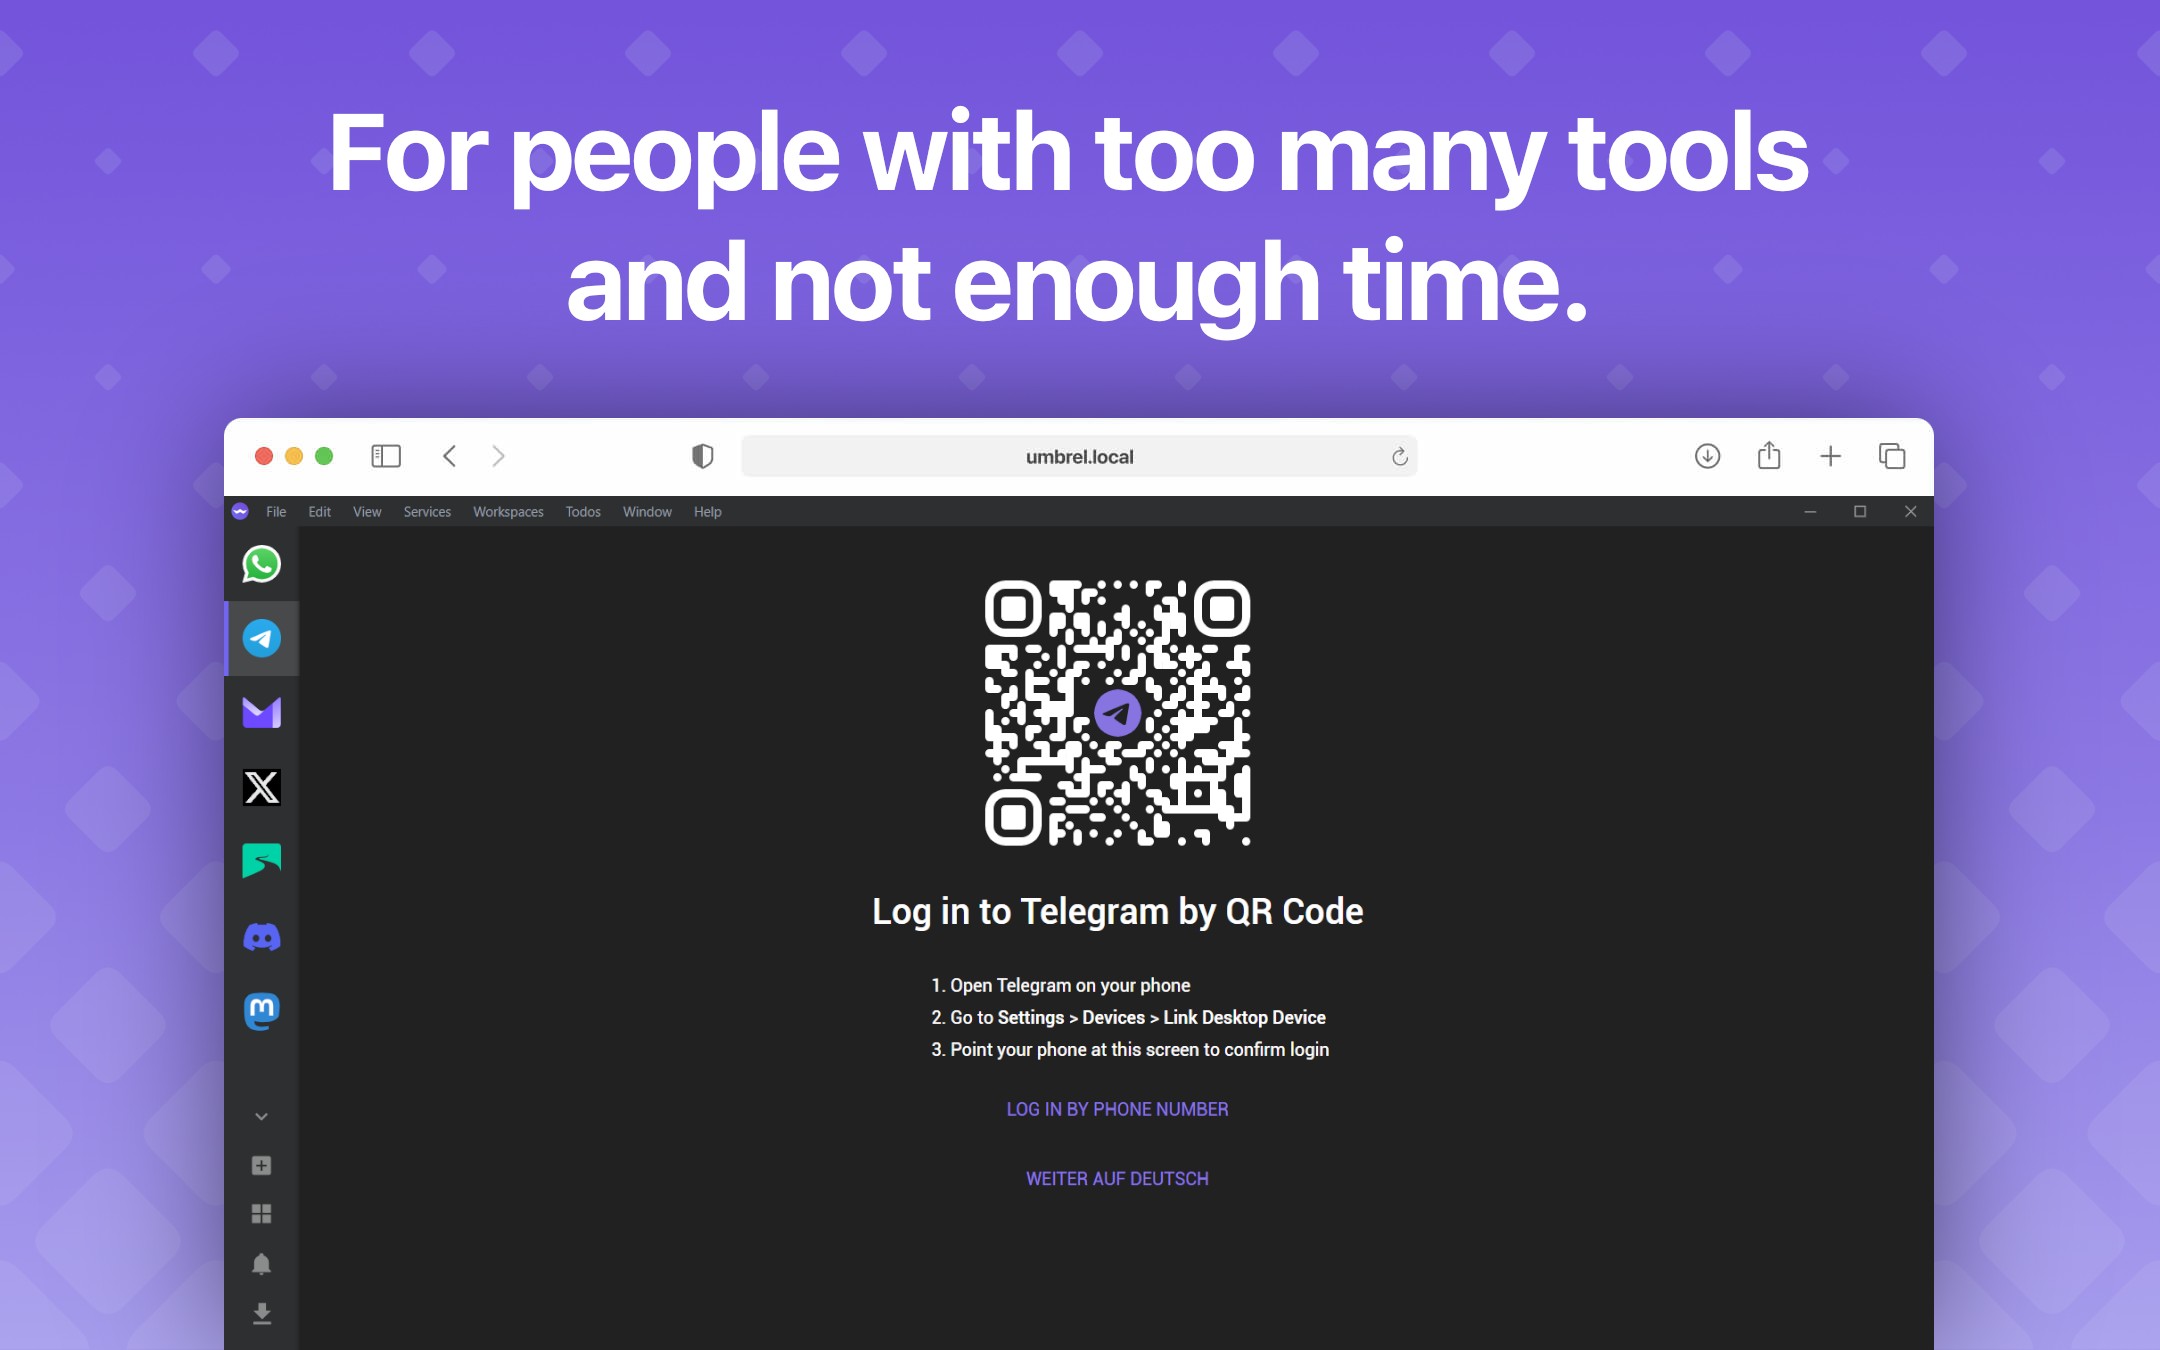 For people with too many tools
and not enough time.
umbrel.local
File Edit View Services Workspaces Todos Window Help
Log in to Telegram by QR Code
1. Open Telegram on your phone
2. Go to Settings > Devices > Link Desktop Device
3. Point your phone at this screen to confirm login
LOG IN BY PHONE NUMBER
WEITER AUF DEUTSCH